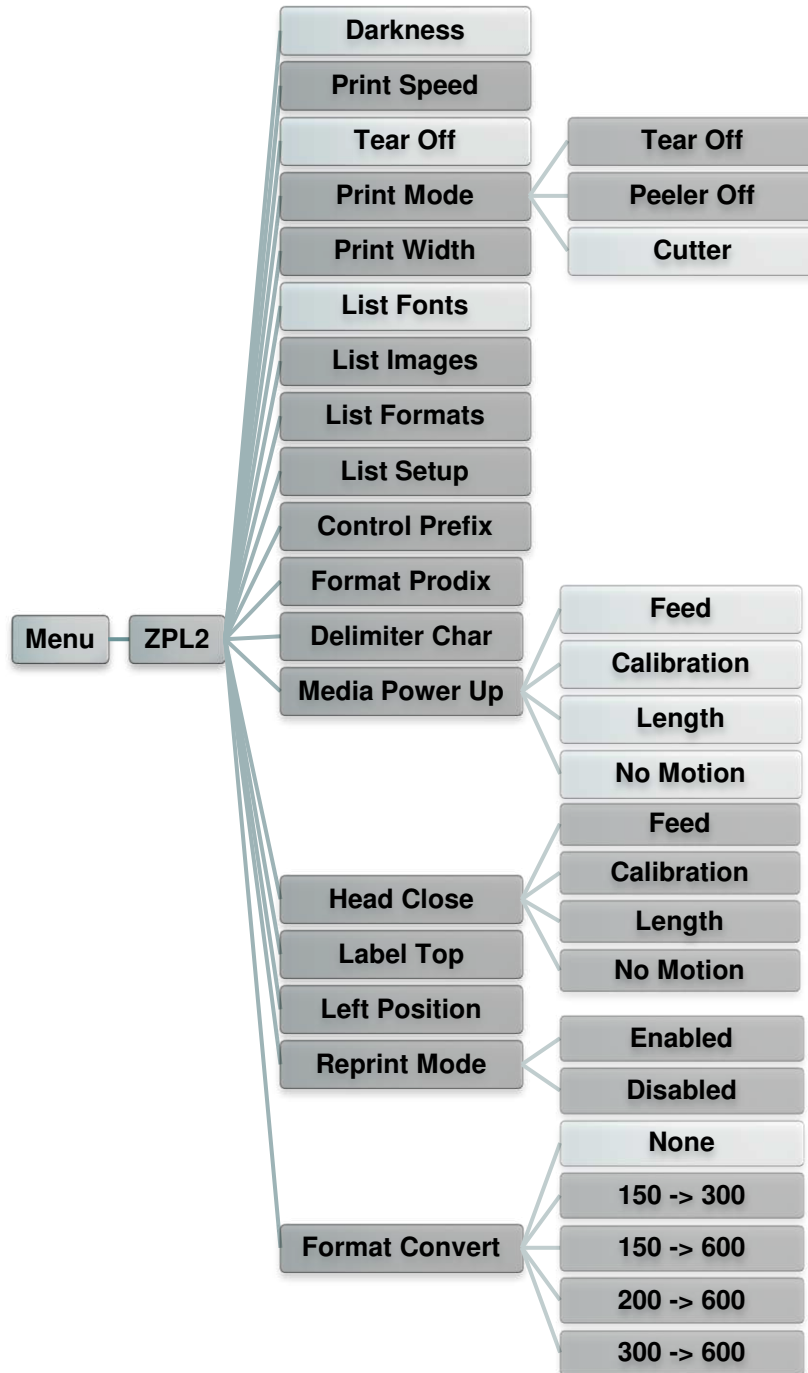 Darkness
Print Speed
Tear Off
Print Mode
Tear Off
Peeler Off
Cutter
Print Width
List Fonts
List Images
List Formats
List Setup
Control Prefix
Format Prodix
Delimiter Char
Menu
ZPL2
Media Power Up
Feed
Calibration
Length
No Motion
Head Close
Feed
Calibration
Length
No Motion
Label Top
Left Position
Reprint Mode
Enabled
Disabled
Format Convert
None
150 -> 300
150 -> 600
200 -> 600
300 -> 600